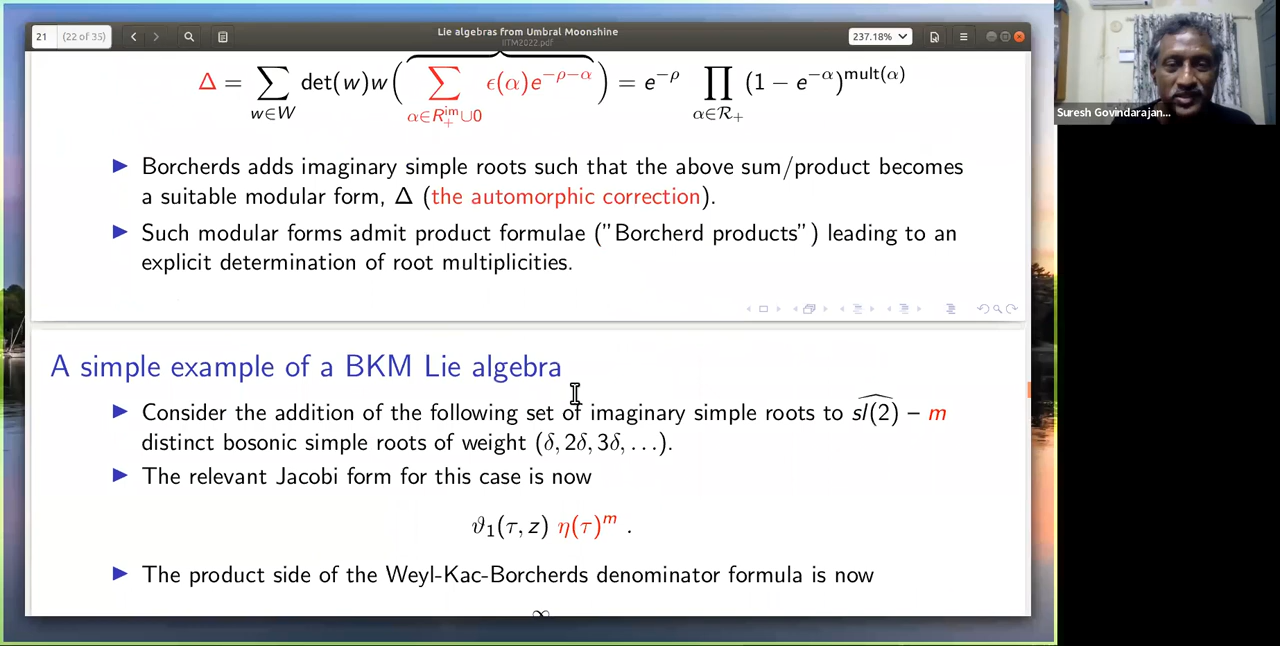 21 (22 of 35) Lie algebras from Umbral Moonshine 237.18%
IITM2022.pdf
Δ = ∑ det(w)w ( ∑ ϵ(α)e^{−ρ−α} ) = e^{−ρ} ∏ (1 − e^{−α})^{mult(α)}
w∈W α∈R₊^{im}∪0 α∈R₊
Suresh Govindarajan...
▶ Borcherds adds imaginary simple roots such that the above sum/product becomes
a suitable modular form, Δ (the automorphic correction).
▶ Such modular forms admit product formulae ("Borcherd products") leading to an
explicit determination of root multiplicities.
A simple example of a BKM Lie algebra
▶ Consider the addition of the following set of imaginary simple roots to \widehat{sl(2)} – m
distinct bosonic simple roots of weight (δ, 2δ, 3δ, . . .).
▶ The relevant Jacobi form for this case is now
ϑ₁(τ, z) η(τ)^m .
▶ The product side of the Weyl-Kac-Borcherds denominator formula is now
∞